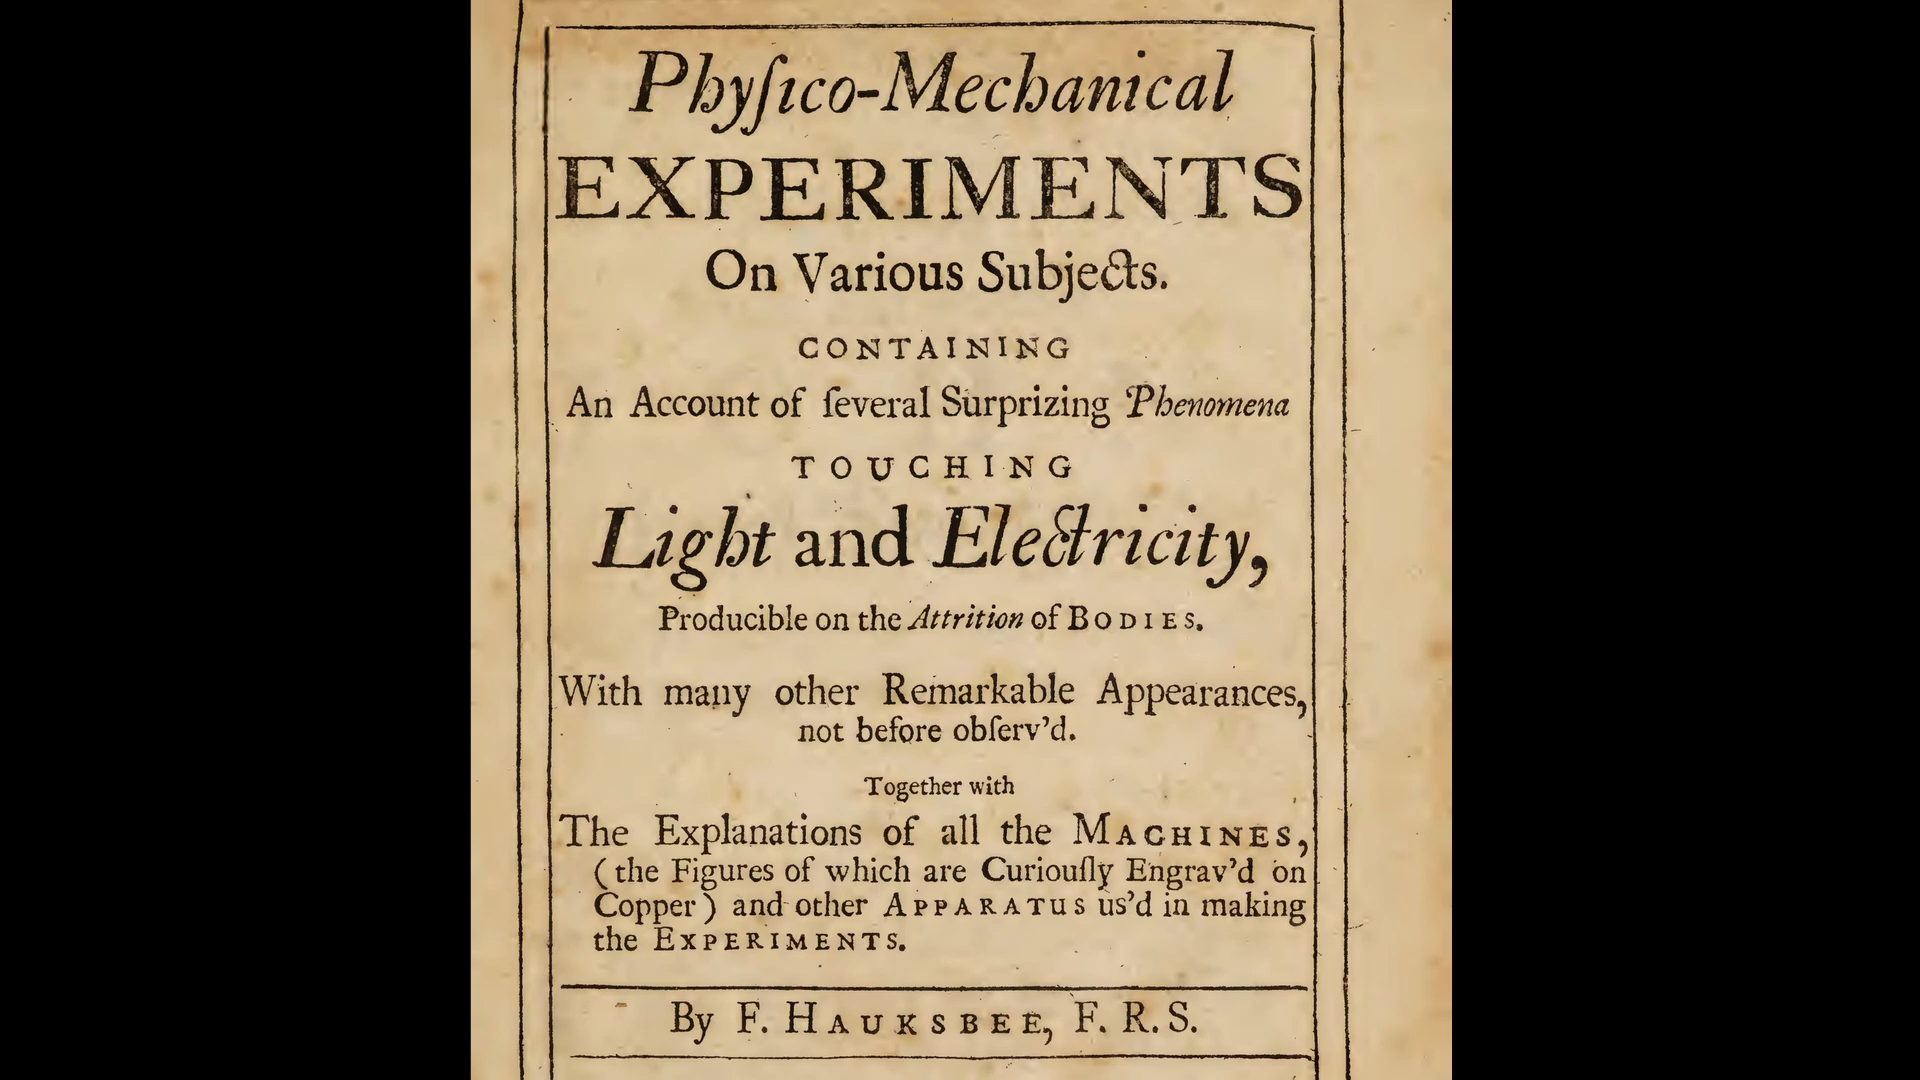 Phyſico-Mechanical
EXPERIMENTS
On Various Subjects.
CONTAINING
An Account of ſeveral Surprizing Phenomena
TOUCHING
Light and Electricity,
Producible on the Attrition of BODIES.
With many other Remarkable Appearances,
not before obſerv'd.
Together with
The Explanations of all the MACHINES,
(the Figures of which are Curiouſly Engrav'd on
Copper) and other APPARATUS us'd in making
the EXPERIMENTS.
By F. HAUKSBEE, F. R. S.